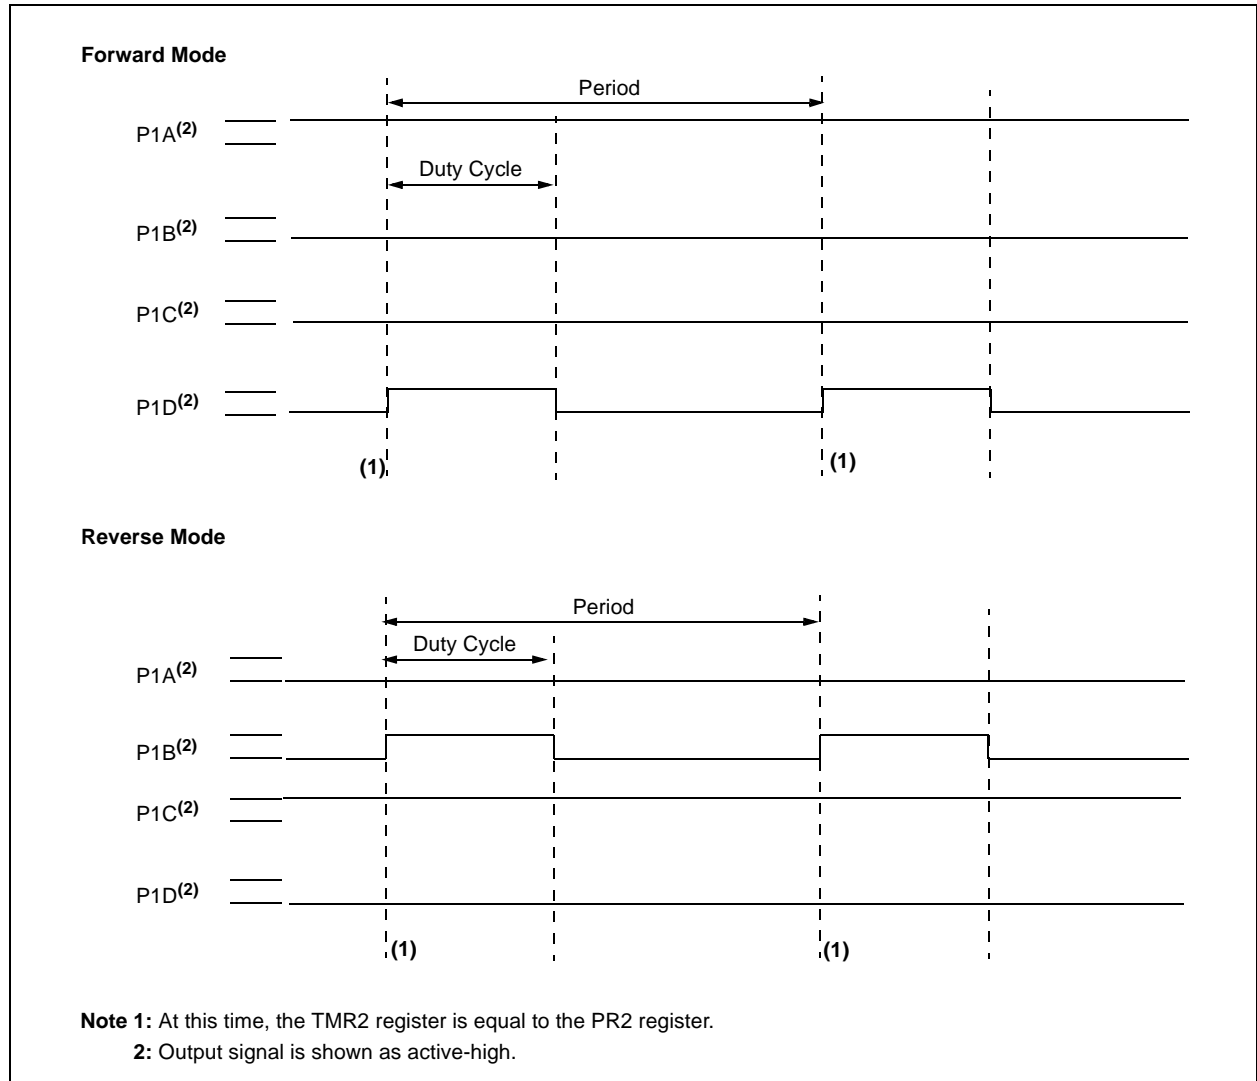 Forward Mode
Period
P1A(2)
Duty Cycle
P1B(2)
P1C(2)
P1D(2)
(1)
(1)
Reverse Mode
Period
Duty Cycle
P1A(2)
P1B(2)
P1C(2)
P1D(2)
(1)
(1)
Note 1: At this time, the TMR2 register is equal to the PR2 register.
2: Output signal is shown as active-high.